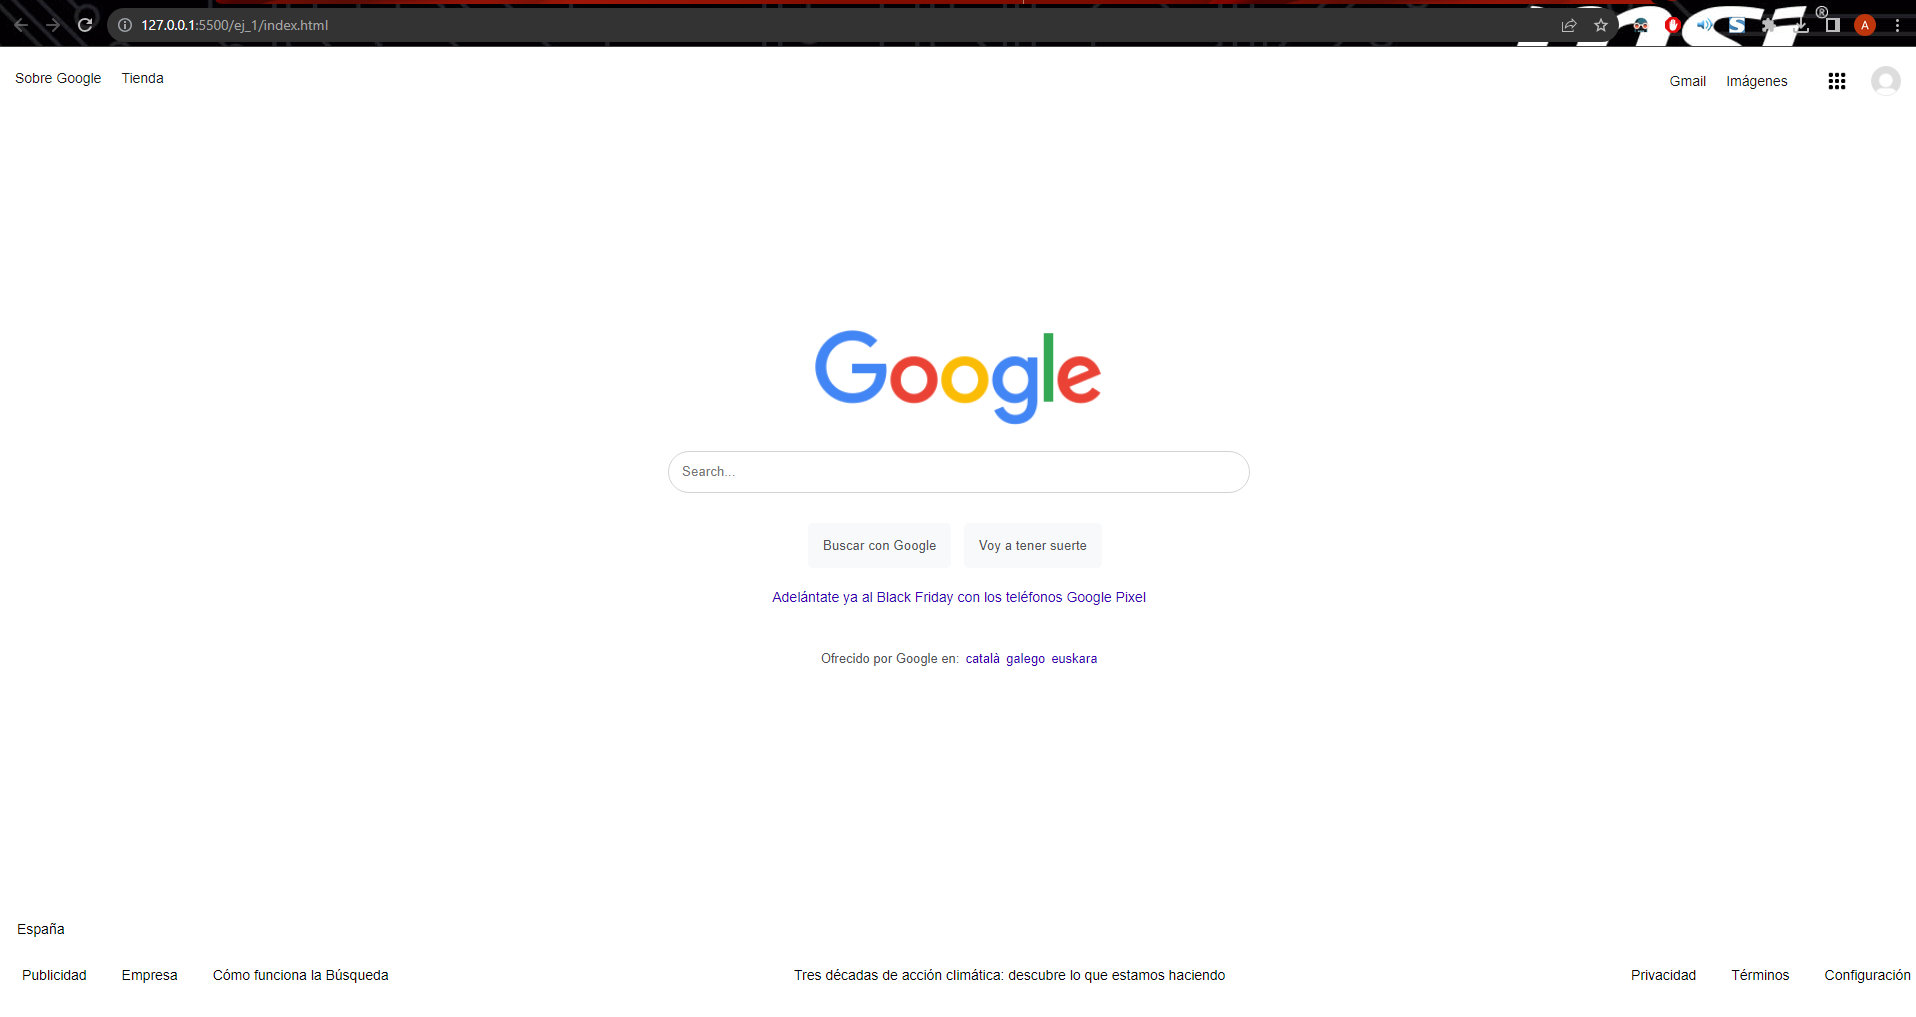 127.0.0.1:5500/ej_1/index.html
®
A
Sobre Google Tienda
Gmail Imágenes
Google
Search...
Buscar con Google Voy a tener suerte
Adelántate ya al Black Friday con los teléfonos Google Pixel
Ofrecido por Google en: català galego euskara
España
Publicidad Empresa Cómo funciona la Búsqueda Tres décadas de acción climática: descubre lo que estamos haciendo Privacidad Términos Configuración